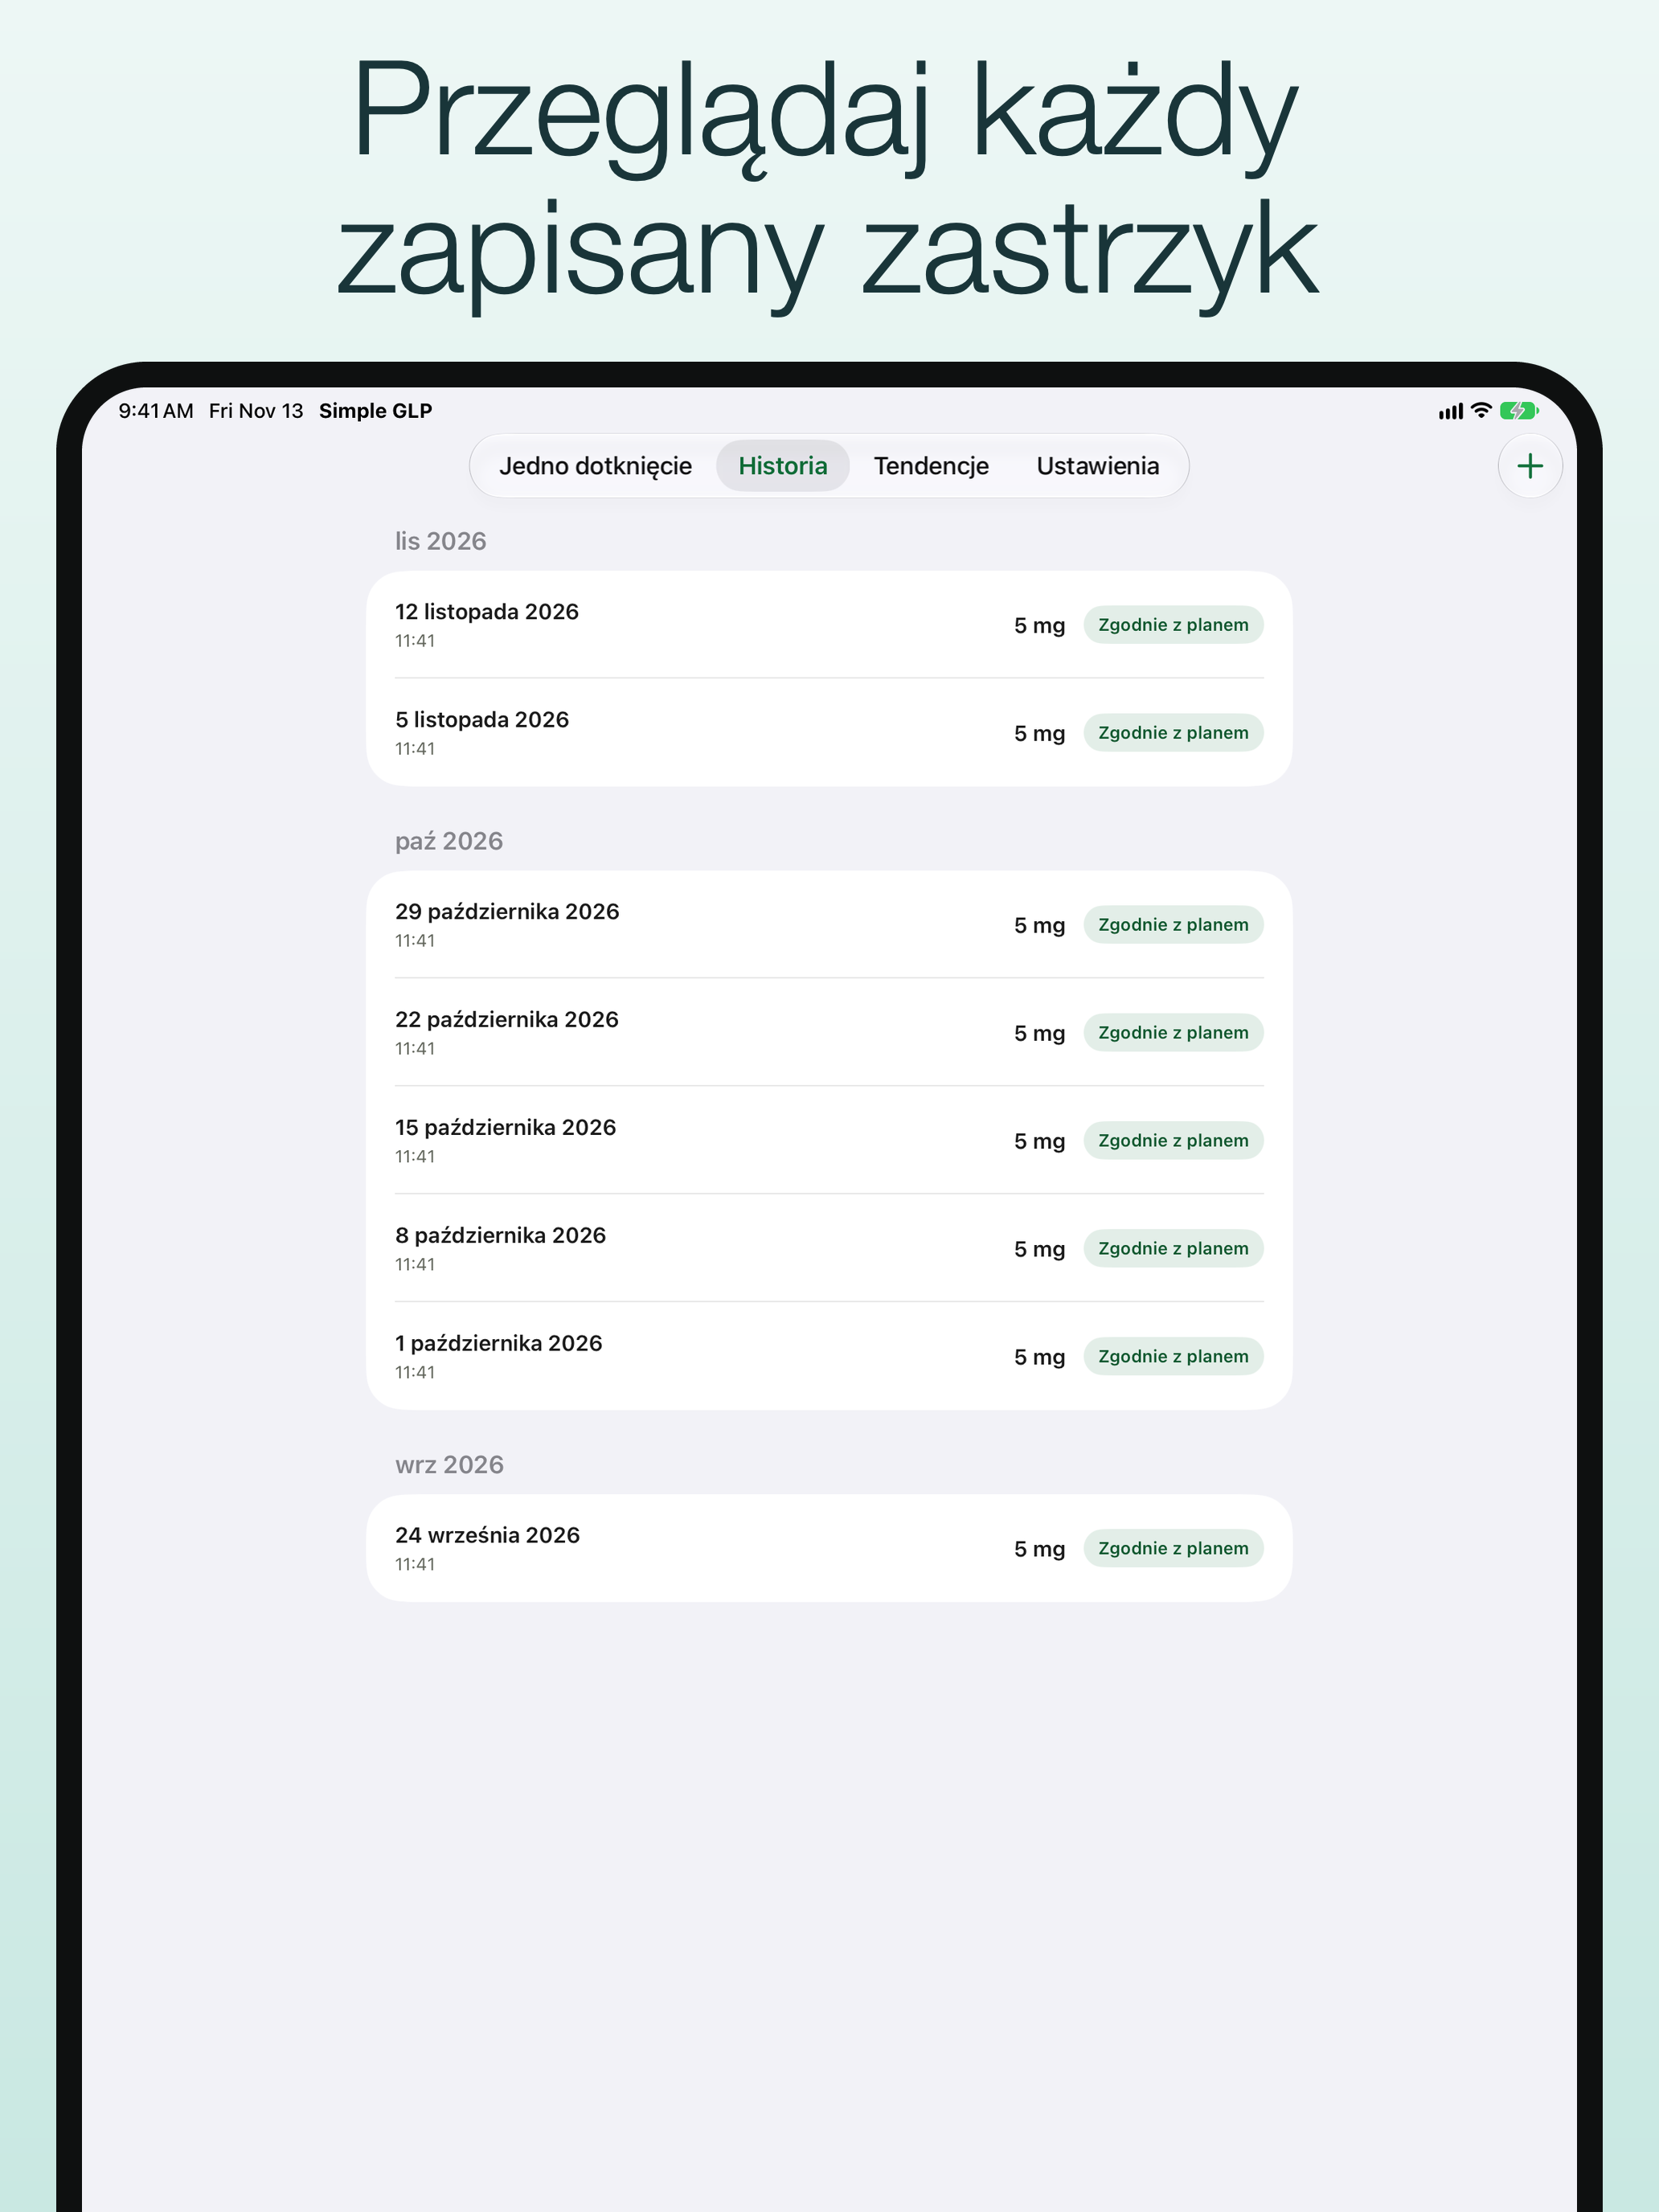 Przeglądaj każdy
zapisany zastrzyk
9:41 AM Fri Nov 13 Simple GLP
Jedno dotknięcie Historia Tendencje Ustawienia
lis 2026
12 listopada 2026
11:41
5 mg Zgodnie z planem
5 listopada 2026
11:41
5 mg Zgodnie z planem
paź 2026
29 października 2026
11:41
5 mg Zgodnie z planem
22 października 2026
11:41
5 mg Zgodnie z planem
15 października 2026
11:41
5 mg Zgodnie z planem
8 października 2026
11:41
5 mg Zgodnie z planem
1 października 2026
11:41
5 mg Zgodnie z planem
wrz 2026
24 września 2026
11:41
5 mg Zgodnie z planem